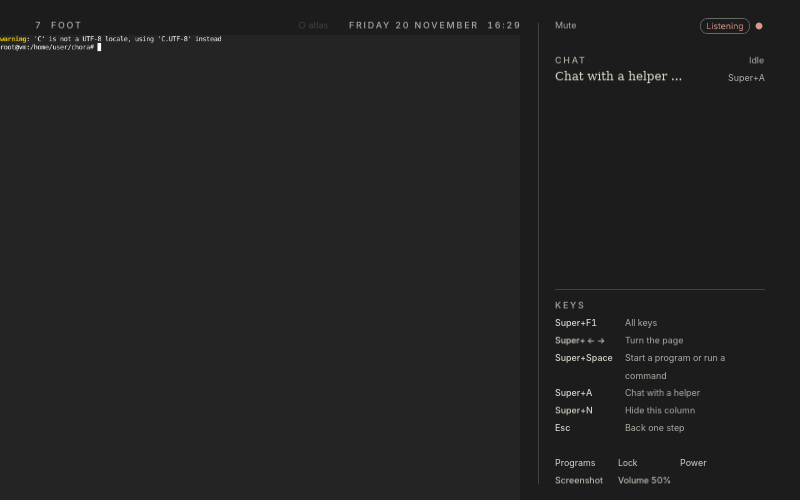 7 FOOT
atlas
FRIDAY 20 NOVEMBER 16:29
warning: 'C' is not a UTF-8 locale, using 'C.UTF-8' instead
root@vm:/home/user/chora#
Mute
Listening
CHAT
Idle
Chat with a helper ...
Super+A
KEYS
Super+F1 All keys
Super+ ← → Turn the page
Super+Space Start a program or run a
command
Super+A Chat with a helper
Super+N Hide this column
Esc Back one step
Programs Lock Power
Screenshot Volume 50%